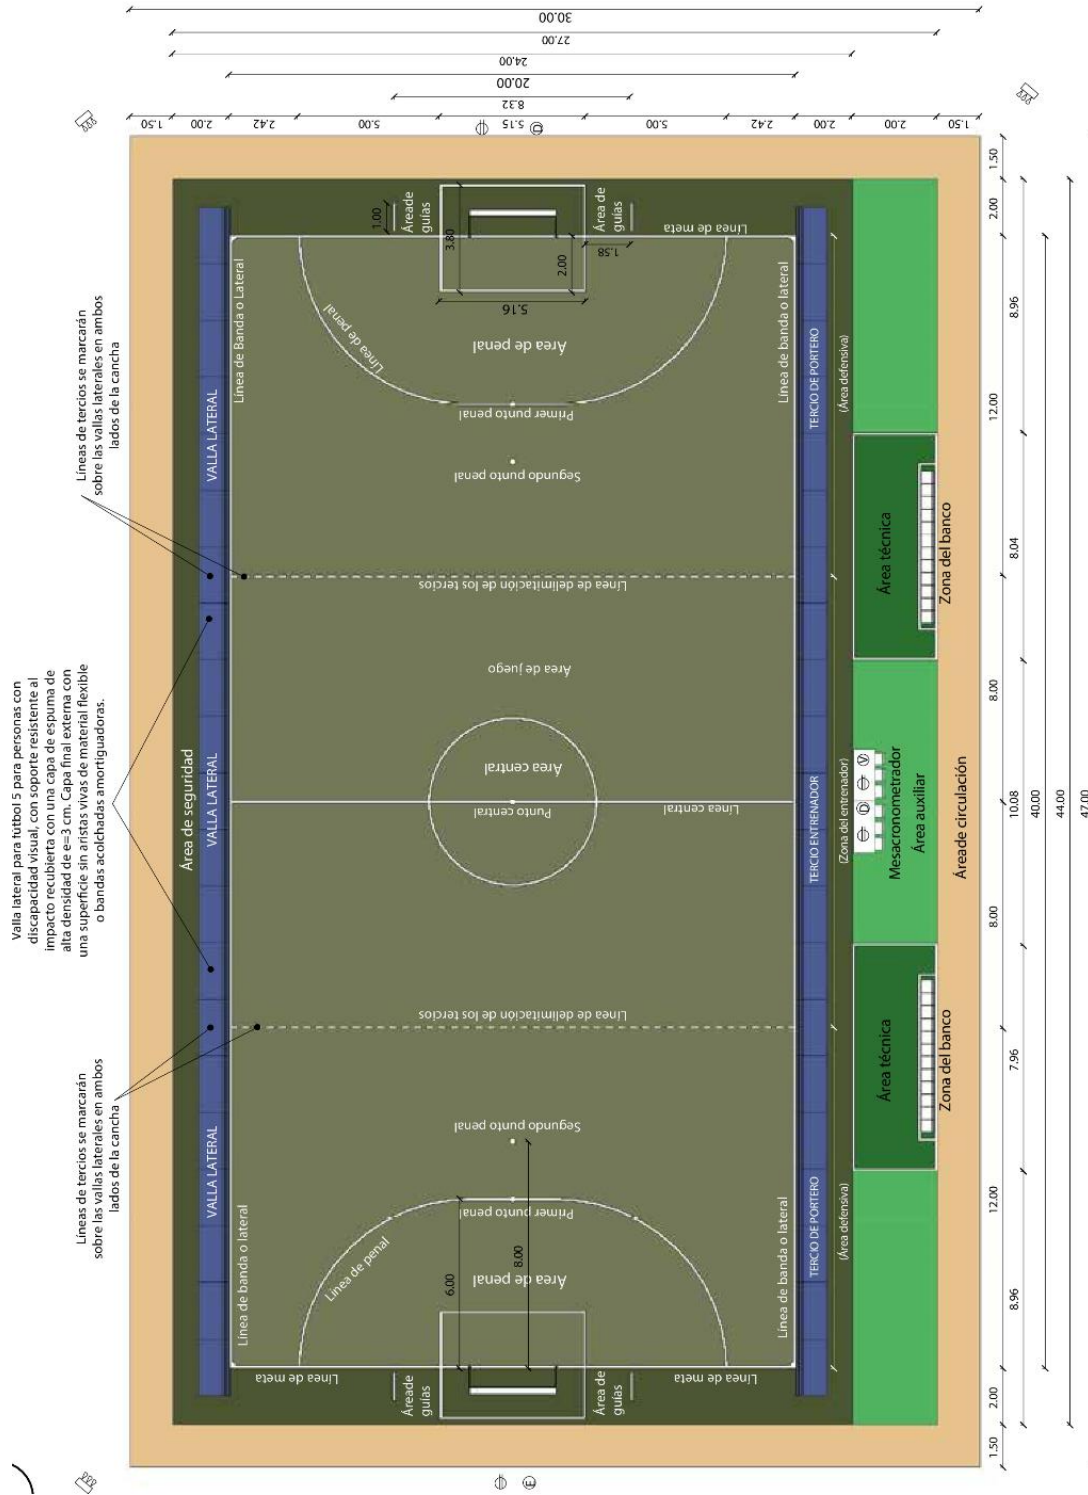 30.00
27.00
24.00
20.00
8.32
1.50
2.00
2.42
5.00
5.15
5.00
2.42
2.00
2.00
1.50
Líneas de tercios se marcarán
sobre las vallas laterales en ambos
lados de la cancha
Valla lateral para fútbol 5 para personas con
discapacidad visual, con soporte resistente al
impacto recubierta con una capa de espuma de
alta densidad de e=3 cm. Capa final externa con
una superficie sin aristas vivas de material flexible
o bandas acolchadas amortiguadoras.
Líneas de tercios se marcarán
sobre las vallas laterales en ambos
lados de la cancha
Área de seguridad
VALLA LATERAL
VALLA LATERAL
VALLA LATERAL
Línea de Banda o Lateral
Línea de banda o lateral
1.00
Áreade
guías
3.80
2.00
1.58
5.16
Área de
guías
Línea de meta
Línea de penal
Área de penal
Primer punto
penal
Segundo punto
penal
Línea de delimitación de los tercios
Área de juego
Área central
Punto
central
Línea
central
Línea de delimitación de los tercios
Segundo punto
penal
Primer punto
penal
8.00
6.00
Línea de penal
Área de penal
Línea de meta
Áreade
guías
Área de
guías
Línea de meta
E
Línea de banda o lateral
Línea de banda o lateral
TERCIO DE PORTERO
TERCIO ENTRENADOR
TERCIO DE PORTERO
(Área defensiva)
(Zona del entrenador)
(Área defensiva)
Área técnica
Zona del banco
Mesacronometrador
Área auxiliar
Área técnica
Zona del banco
Áreade circulación
1.50
2.00
8.96
12.00
8.04
8.00
10.08
8.00
7.96
12.00
8.96
2.00
1.50
40.00
44.00
47.00